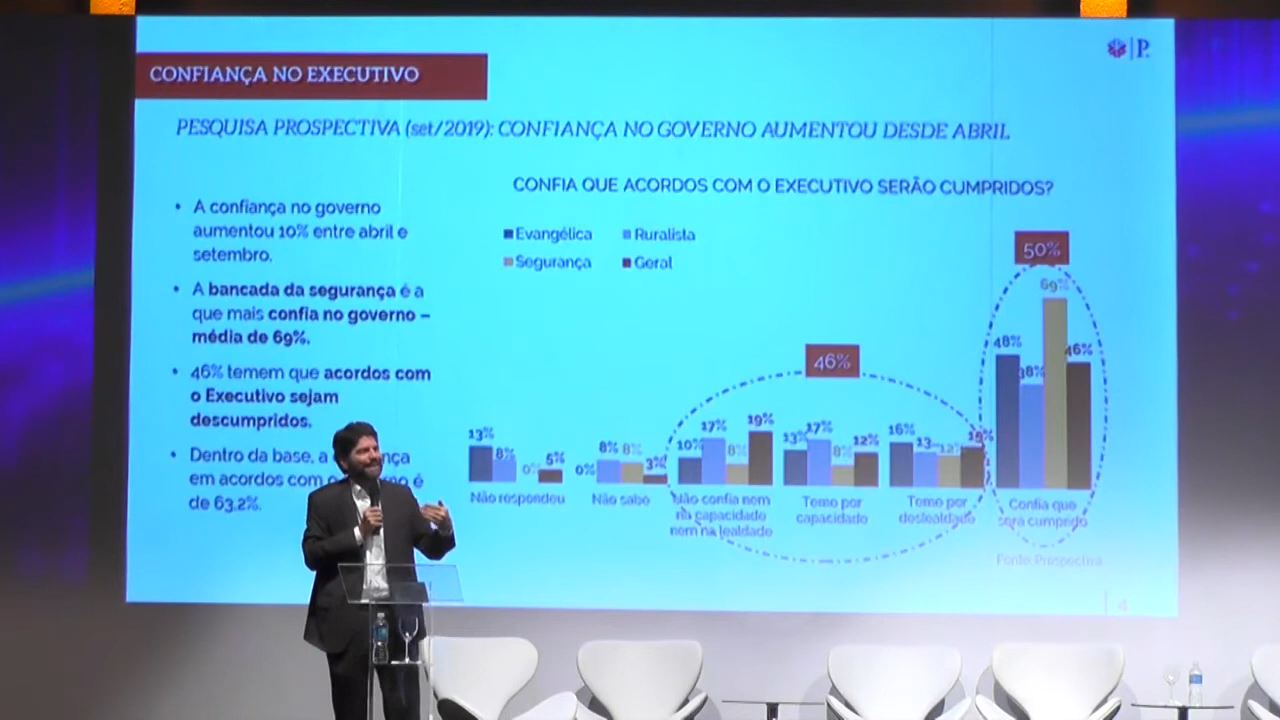 CONFIANÇA NO EXECUTIVO
P.
PESQUISA PROSPECTIVA (set/2019): CONFIANÇA NO GOVERNO AUMENTOU DESDE ABRIL
• A confiança no governo
aumentou 10% entre abril e
setembro.
• A bancada da segurança é a
que mais confia no governo –
média de 69%.
• 46% temem que acordos com
o Executivo sejam
descumpridos.
• Dentro da base, a
em acordos com o
é
de 63,2%.
CONFIA QUE ACORDOS COM O EXECUTIVO SERÃO CUMPRIDOS?
Evangélica Ruralista
Segurança Geral
13% 8% 0% 5%
Não respondeu
0% 8% 8% 3%
Não sabe
10% 17% 8% 19%
Não confia nem
na capacidade
nem na lealdade
46%
13% 17% 8% 12%
Temo por
capacidade
16% 13% 12% 15%
Temo por
deslealdade
50%
48% 38% 69% 46%
Confia que
será cumprido
Fonte: Prospectiva
4